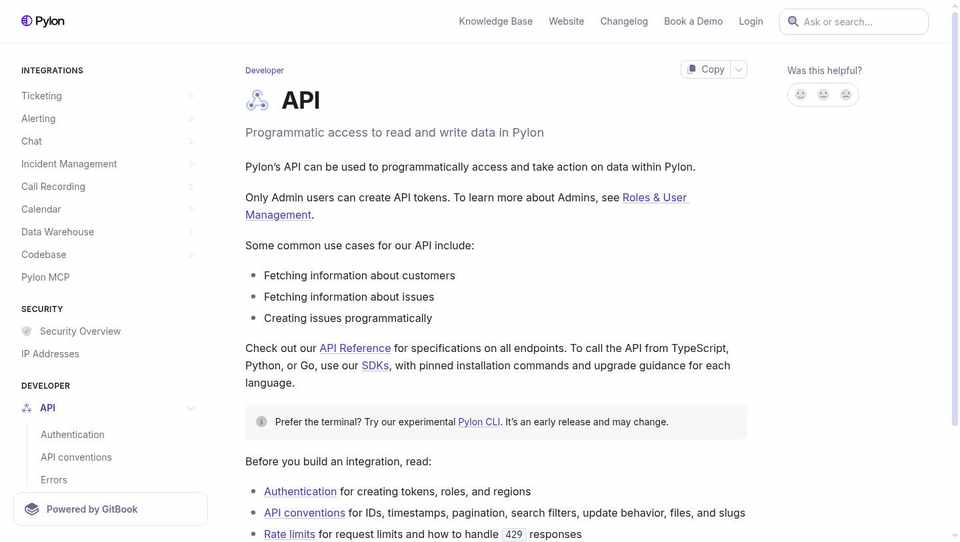 Pylon
Knowledge Base
Website
Changelog
Book a Demo
Login
Ask or search...
INTEGRATIONS
Ticketing
Alerting
Chat
Incident Management
Call Recording
Calendar
Data Warehouse
Codebase
Pylon MCP
SECURITY
Security Overview
IP Addresses
DEVELOPER
API
Authentication
API conventions
Errors
Powered by GitBook
Developer
Copy
API
Programmatic access to read and write data in Pylon
Pylon's API can be used to programmatically access and take action on data within Pylon.
Only Admin users can create API tokens. To learn more about Admins, see Roles & User
Management.
Some common use cases for our API include:
Fetching information about customers
Fetching information about issues
Creating issues programmatically
Check out our API Reference for specifications on all endpoints. To call the API from TypeScript,
Python, or Go, use our SDKs, with pinned installation commands and upgrade guidance for each
language.
Prefer the terminal? Try our experimental Pylon CLI. It's an early release and may change.
Before you build an integration, read:
Authentication for creating tokens, roles, and regions
API conventions for IDs, timestamps, pagination, search filters, update behavior, files, and slugs
Rate limits for request limits and how to handle 429 responses
Was this helpful?